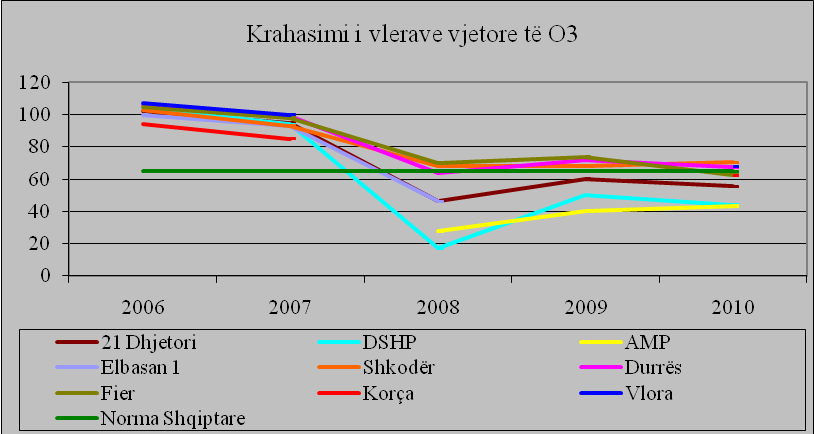 Krahasimi i vlerave vjetore të O3
120
100
80
60
40
20
0
2006 2007 2008 2009 2010
21 Dhjetori DSHP AMP
Elbasan 1 Shkodër Durrës
Fier Korça Vlora
Norma Shqiptare